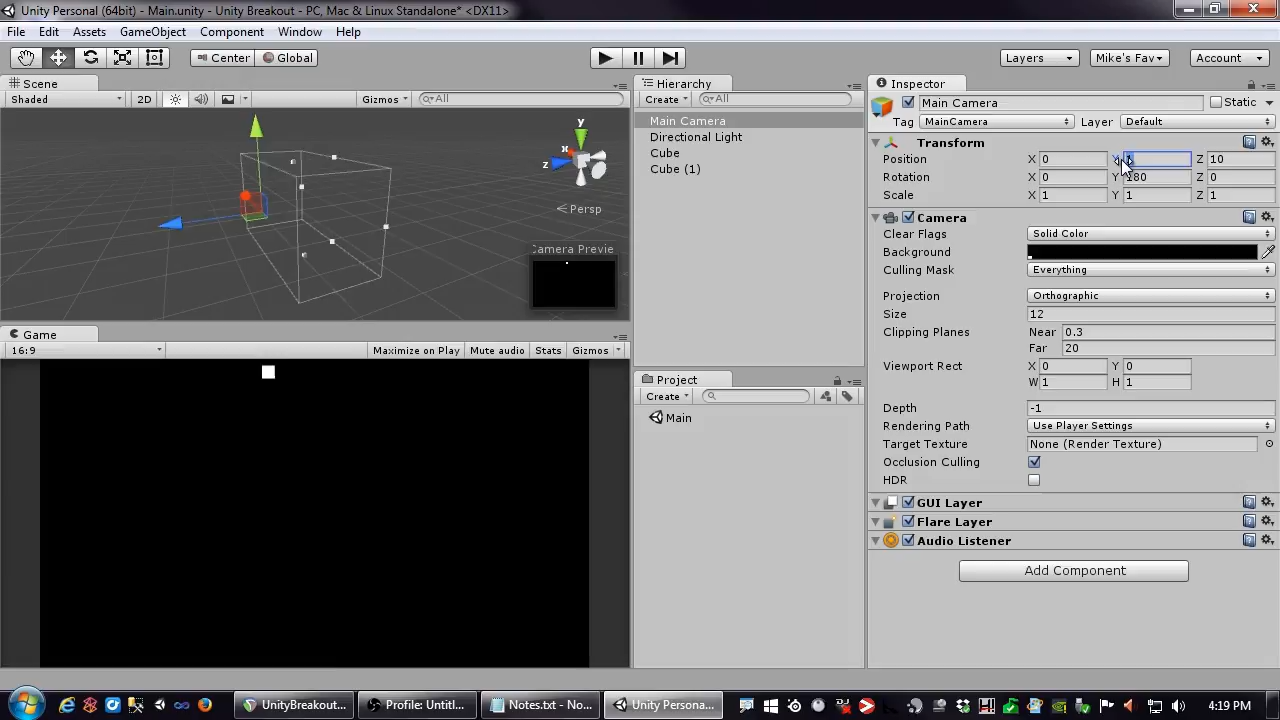 Unity Personal (64bit) - Main.unity - Unity Breakout - PC, Mac & Linux Standalone* <DX11>
File Edit Assets GameObject Component Window Help
Center Global Layers Mike's Fav Account
Scene
Shaded 2D Gizmos All
y
x
z
Persp
Camera Previe
Game
16:9 Maximize on Play Mute audio Stats Gizmos
Hierarchy
Create All
Main Camera
Directional Light
Cube
Cube (1)
Project
Create
Main
Inspector
Main Camera Static
Tag MainCamera Layer Default
Transform
Position X 0 Y Z 10
Rotation X 0 Y 180 Z 0
Scale X 1 Y 1 Z 1
Camera
Clear Flags Solid Color
Background
Culling Mask Everything
Projection Orthographic
Size 12
Clipping Planes Near 0.3
Far 20
Viewport Rect X 0 Y 0
W 1 H 1
Depth -1
Rendering Path Use Player Settings
Target Texture None (Render Texture)
Occlusion Culling
HDR
GUI Layer
Flare Layer
Audio Listener
Add Component
UnityBreakout... Profile: Untitl... Notes.txt - No... Unity Persona... 4:19 PM